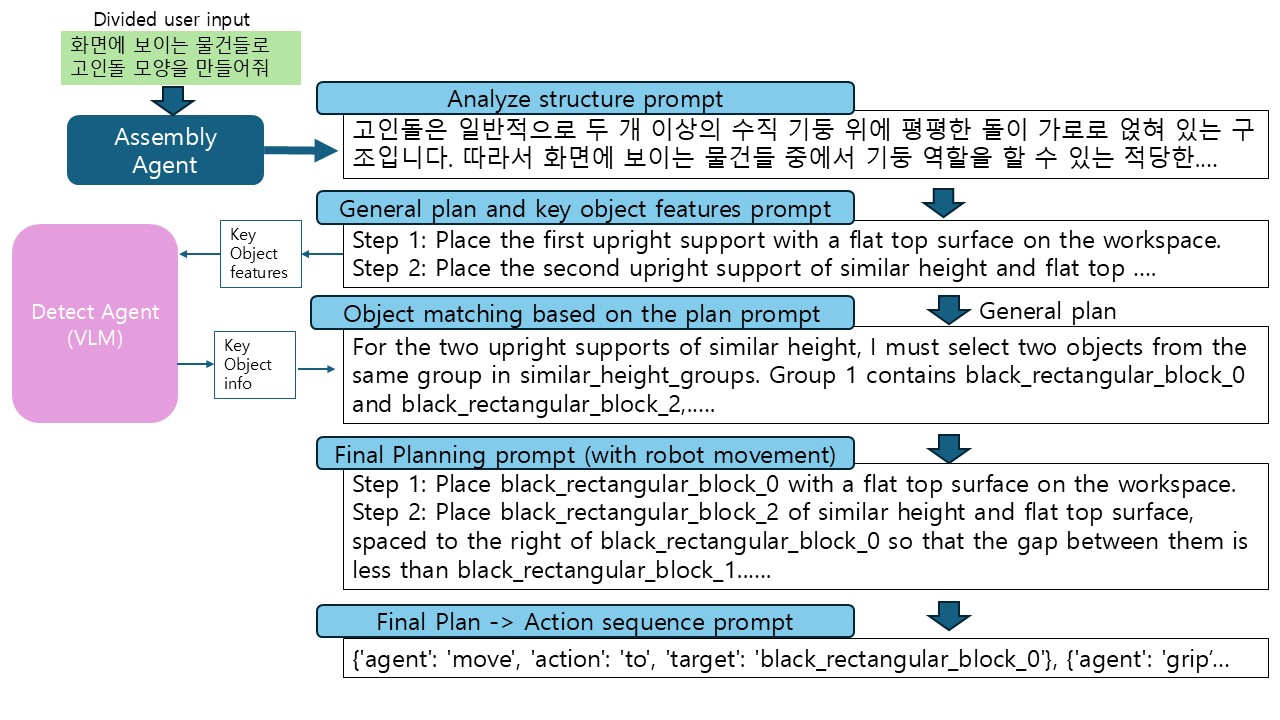 Divided user input
화면에 보이는 물건들로
고인돌 모양을 만들어줘
Assembly
Agent
Analyze structure prompt
고인돌은 일반적으로 두 개 이상의 수직 기둥 위에 평평한 돌이 가로로 얹혀 있는 구
조입니다. 따라서 화면에 보이는 물건들 중에서 기둥 역할을 할 수 있는 적당한....
General plan and key object features prompt
Step 1: Place the first upright support with a flat top surface on the workspace.
Step 2: Place the second upright support of similar height and flat top ....
Key
Object
features
Detect Agent
(VLM)
Key
Object
info
General plan
Object matching based on the plan prompt
For the two upright supports of similar height, I must select two objects from the
same group in similar_height_groups. Group 1 contains black_rectangular_block_0
and black_rectangular_block_2,.....
Final Planning prompt (with robot movement)
Step 1: Place black_rectangular_block_0 with a flat top surface on the workspace.
Step 2: Place black_rectangular_block_2 of similar height and flat top surface,
spaced to the right of black_rectangular_block_0 so that the gap between them is
less than black_rectangular_block_1......
Final Plan -> Action sequence prompt
{'agent': 'move', 'action': 'to', 'target': 'black_rectangular_block_0'}, {'agent': 'grip‘...